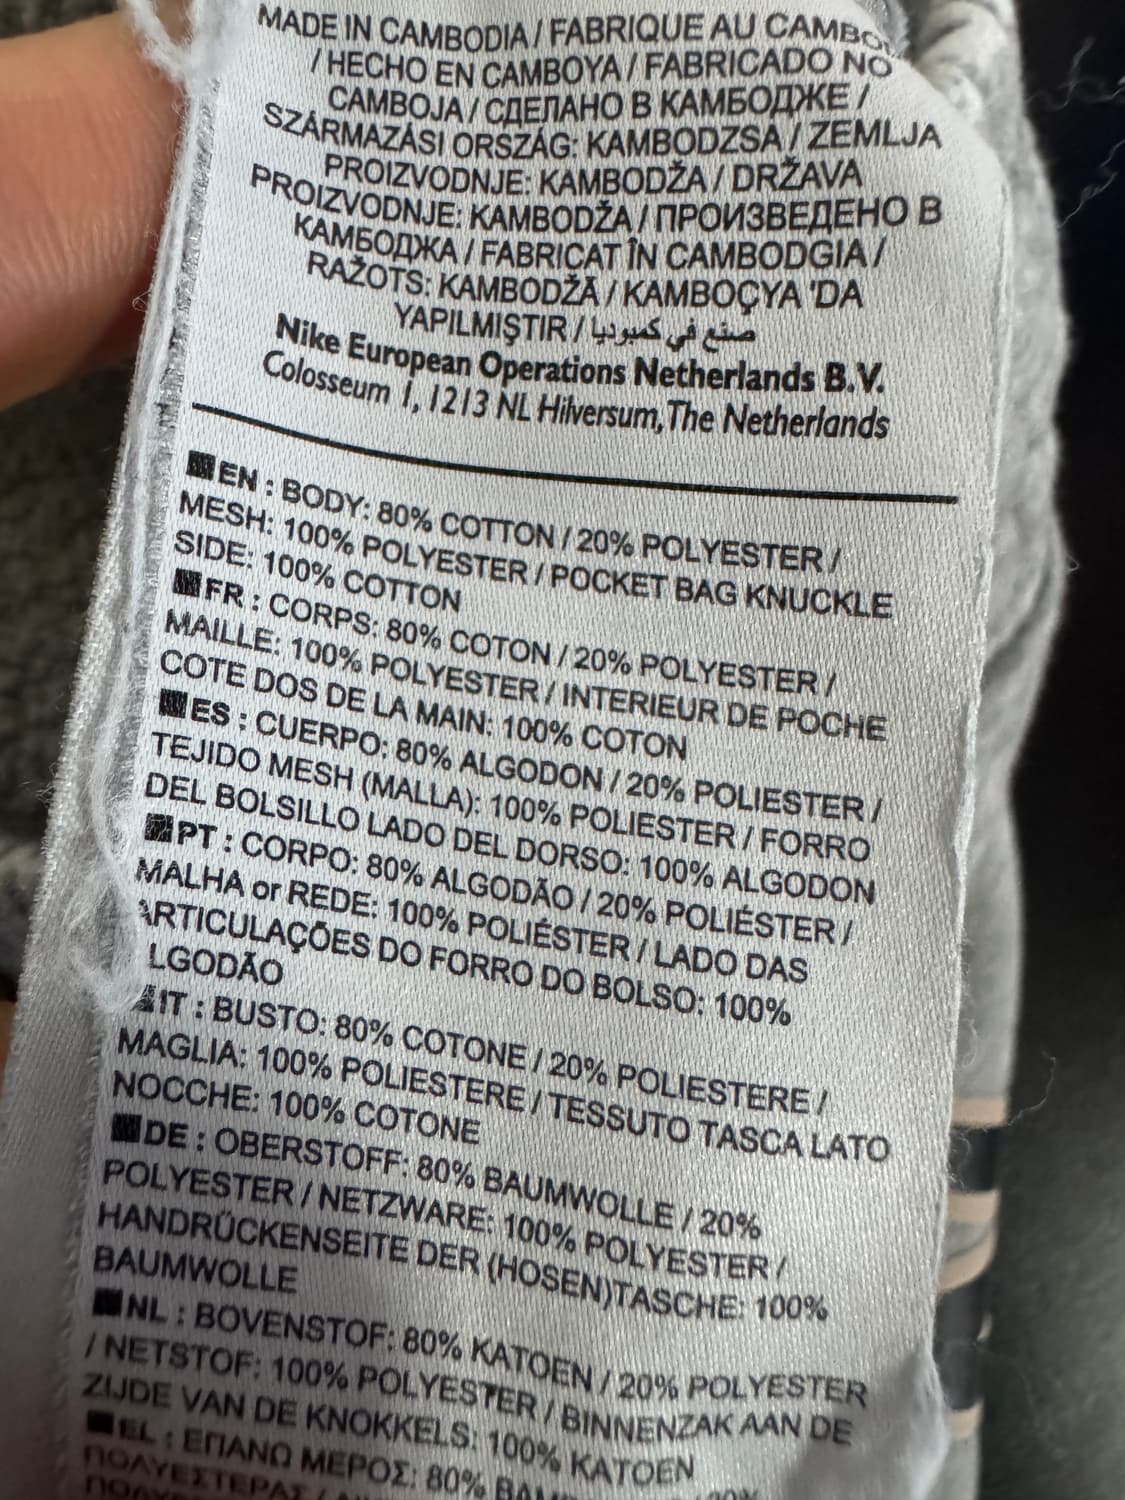 MADE IN CAMBODIA / FABRIQUE AU
/ HECHO EN CAMBOYA / FABRICADO NO
CAMBOJA / СДЕЛАНО В КАМБОДЖЕ /
SZÁRMAZÁSI ORSZÁG: KAMBODZSA / ZEMLJA
PROIZVODNJE: KAMBODŽA / DRŽAVA
PROIZVODNJE: KAMBODŽA / ПРОИЗВЕДЕНО В
КАМБОДЖА / FABRICAT ÎN CAMBODGIA /
RAŽOTS: KAMBODŽĀ / KAMBOÇYA 'DA
YAPILMIŞTIR / صنع في كمبوديا
Nike European Operations Netherlands B.V.
Colosseum 1, 1213 NL Hilversum, The Netherlands
EN : BODY: 80% COTTON / 20% POLYESTER /
MESH: 100% POLYESTER / POCKET BAG KNUCKLE
SIDE: 100% COTTON
FR : CORPS: 80% COTON / 20% POLYESTER /
MAILLE: 100% POLYESTER / INTERIEUR DE POCHE
COTE DOS DE LA MAIN: 100% COTON
ES : CUERPO: 80% ALGODON / 20% POLIESTER /
TEJIDO MESH (MALLA): 100% POLIESTER / FORRO
DEL BOLSILLO LADO DEL DORSO: 100% ALGODON
PT : CORPO: 80% ALGODÃO / 20% POLIÉSTER /
MALHA or REDE: 100% POLIÉSTER / LADO DAS
ARTICULAÇÕES DO FORRO DO BOLSO: 100%
LGODÃO
IT : BUSTO: 80% COTONE / 20% POLIESTERE /
MAGLIA: 100% POLIESTERE / TESSUTO TASCA LATO
NOCCHE: 100% COTONE
DE : OBERSTOFF: 80% BAUMWOLLE / 20%
POLYESTER / NETZWARE: 100% POLYESTER /
HANDRÜCKENSEITE DER (HOSEN)TASCHE: 100%
BAUMWOLLE
NL : BOVENSTOF: 80% KATOEN / 20% POLYESTER
/ NETSTOF: 100% POLYESTER / BINNENZAK AAN DE
ZIJDE VAN DE KNOKKELS: 100% KATOEN
EL : ΕΠΑΝΩ ΜΕΡΟΣ: 80%